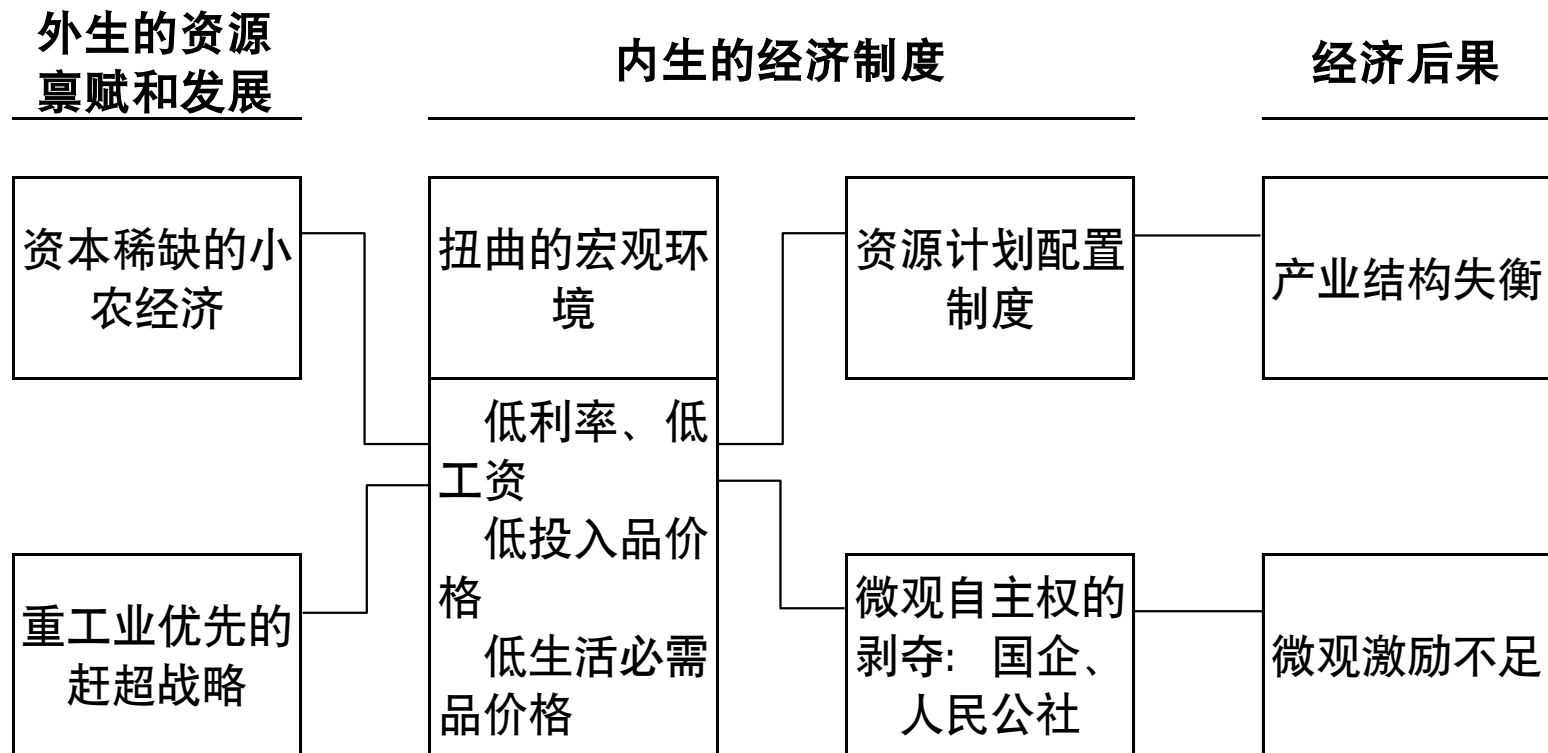 外生的资源
禀赋和发展
内生的经济制度
经济后果
资本稀缺的小
农经济
扭曲的宏观环
境
资源计划配置
制度
产业结构失衡
低利率、低
工资
低投入品价
格
低生活必需
品价格
重工业优先的
赶超战略
微观自主权的
剥夺：国企、
人民公社
微观激励不足